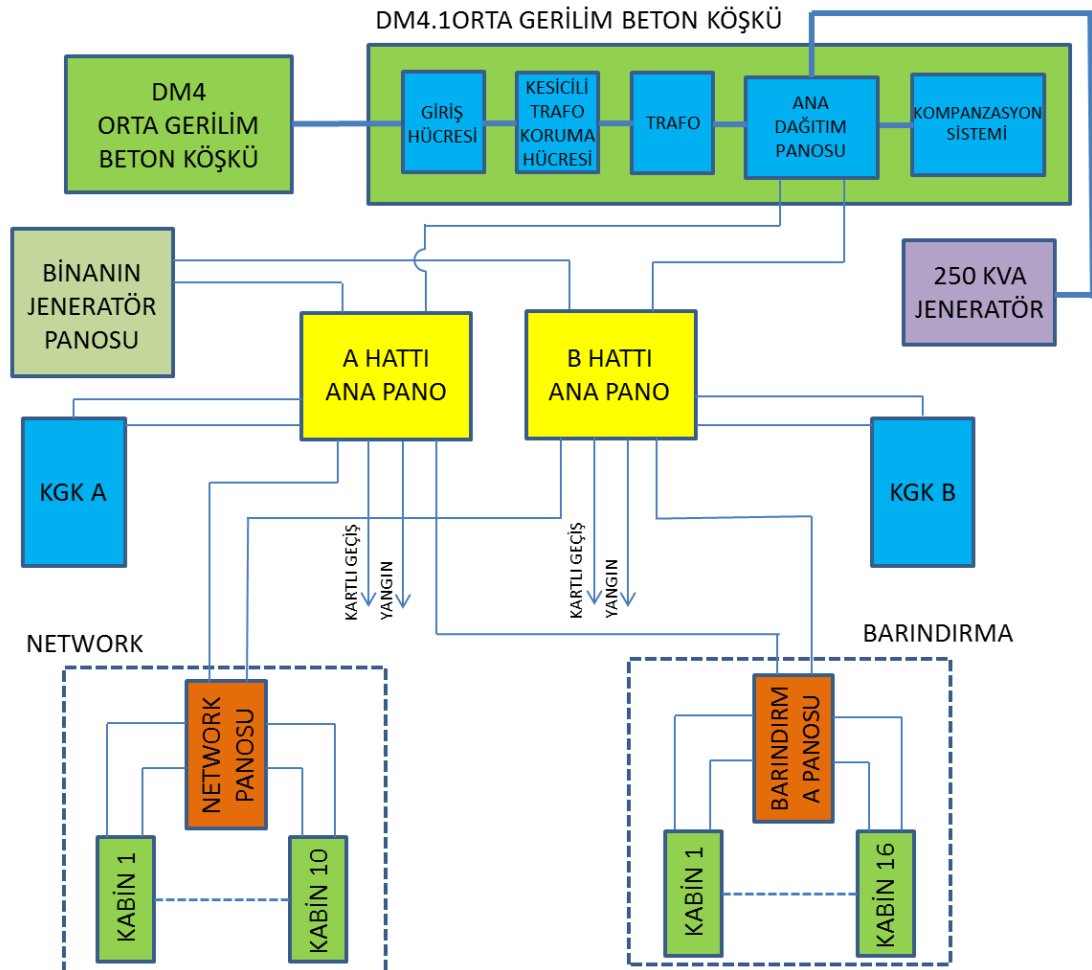 DM4.1ORTA GERİLİM BETON KÖŞKÜ
DM4
ORTA GERİLİM
BETON KÖŞKÜ
GİRİŞ
HÜCRESİ
KESİCİLİ
TRAFO
KORUMA
HÜCRESİ
TRAFO
ANA
DAĞITIM
PANOSU
KOMPANZASYON
SİSTEMİ
BİNANIN
JENERATÖR
PANOSU
250 KVA
JENERATÖR
A HATTI
ANA PANO
B HATTI
ANA PANO
KGK A
KGK B
KARTLI GEÇİŞ
YANGIN
KARTLI GEÇİŞ
YANGIN
NETWORK
BARINDIRMA
NETWORK
PANOSU
BARINDIRM
A PANOSU
KABİN 1
KABİN 10
KABİN 1
KABİN 16